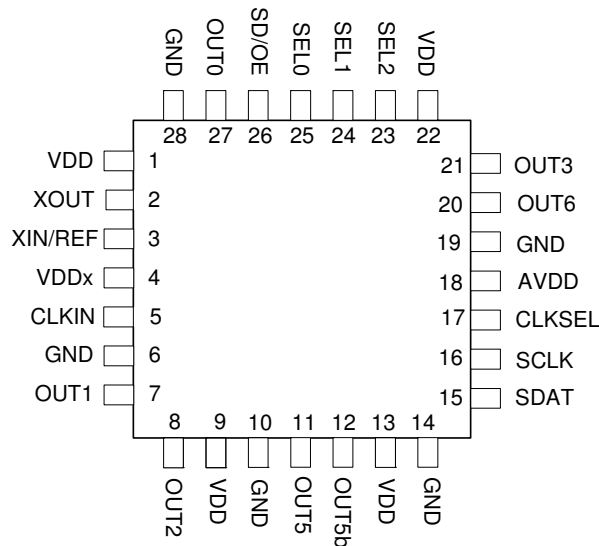 GND OUT0 SD/OE SEL0 SEL1 SEL2 VDD
28 27 26 25 24 23 22
VDD 1
XOUT 2
XIN/REF 3
VDDx 4
CLKIN 5
GND 6
OUT1 7
21 OUT3
20 OUT6
19 GND
18 AVDD
17 CLKSEL
16 SCLK
15 SDAT
8 9 10 11 12 13 14
OUT2 VDD GND OUT5 OUT5b VDD GND